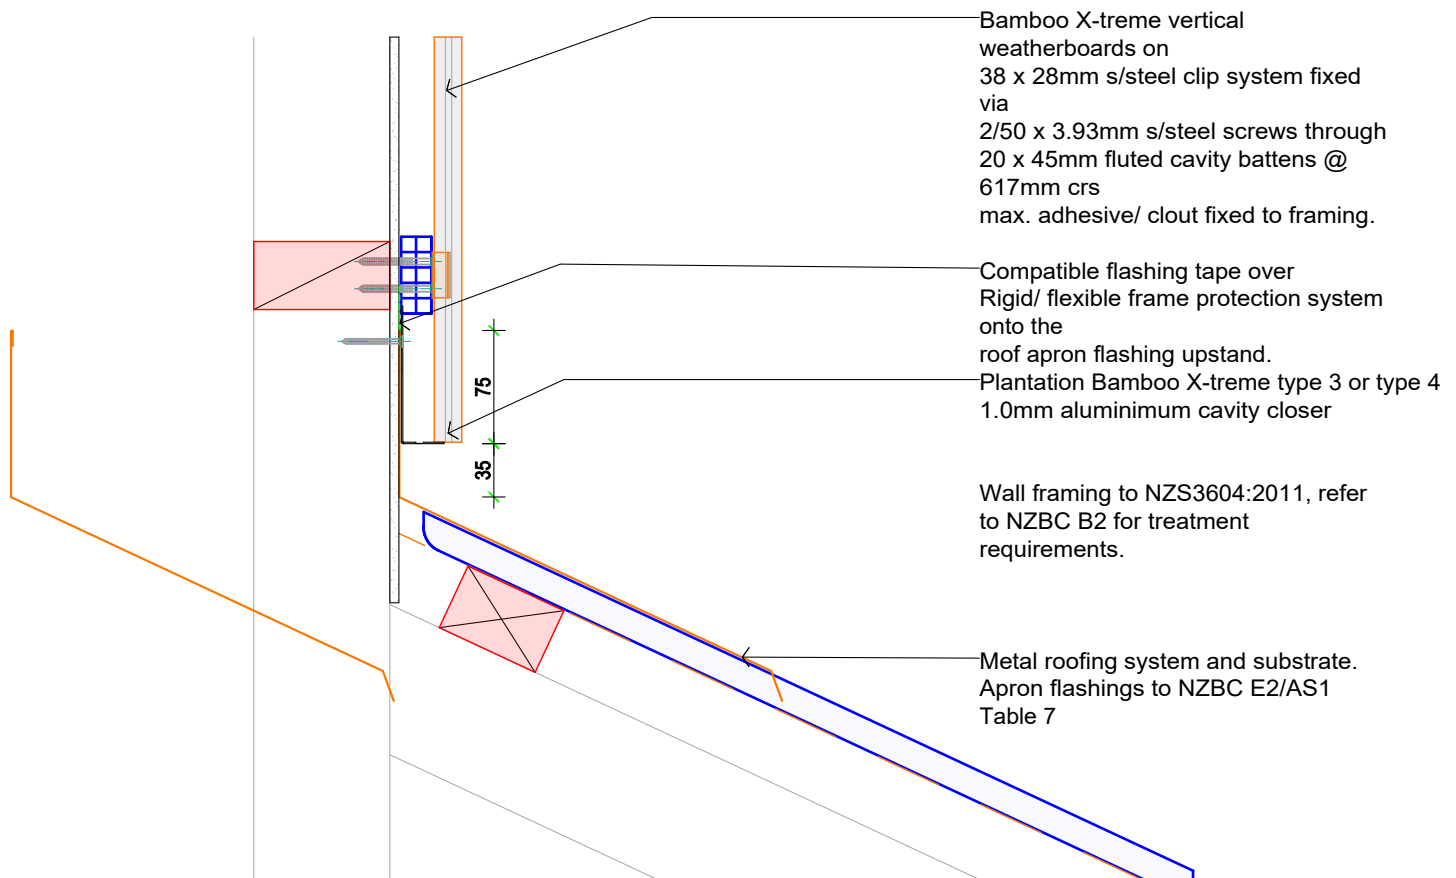 Bamboo X-treme vertical
weatherboards on
38 x 28mm s/steel clip system fixed
via
2/50 x 3.93mm s/steel screws through
20 x 45mm fluted cavity battens @
617mm crs
max. adhesive/ clout fixed to framing.
Compatible flashing tape over
Rigid/ flexible frame protection system
onto the
roof apron flashing upstand.
Plantation Bamboo X-treme type 3 or type 4
1.0mm aluminimum cavity closer
75
35
Wall framing to NZS3604:2011, refer
to NZBC B2 for treatment
requirements.
Metal roofing system and substrate.
Apron flashings to NZBC E2/AS1
Table 7